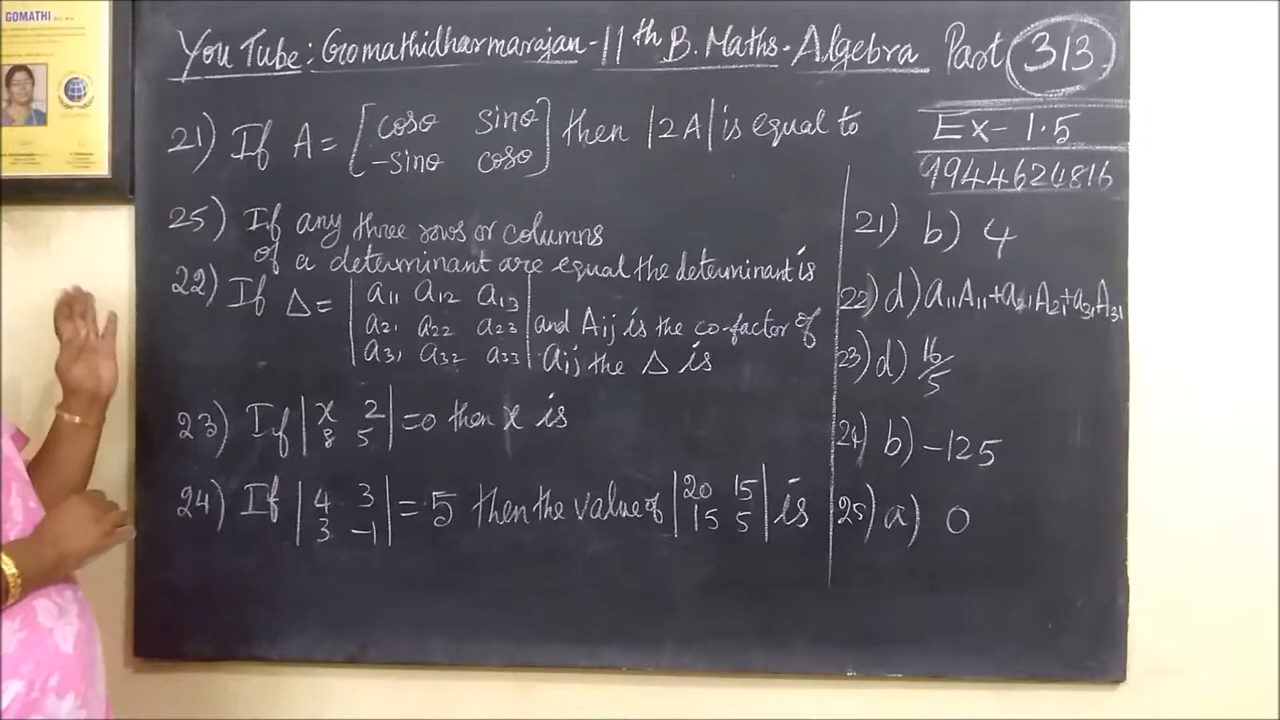 GOMATHI
You Tube: Gomathidharmarajan-11th B.Maths-Algebra Part 313
Ex-1.5
9944624816
21) If A= [cosθ sinθ
-sinθ cosθ] then |2A| is equal to
25) If any three rows or columns
of a determinant are equal the determinant is
22) If Δ= |a11 a12 a13
a21 a22 a23| and Aij is the co-factor of
a31 a32 a33| aij the Δ is
23) If |x 2
8 5| =0 then x is
24) If |4 3
3 -1| = 5 then the value of |20 15
15 5| is
21) b) 4
22) d) a11A11+a21A21+a31A31
23) d) 16/5
24) b) -125
25) a) 0